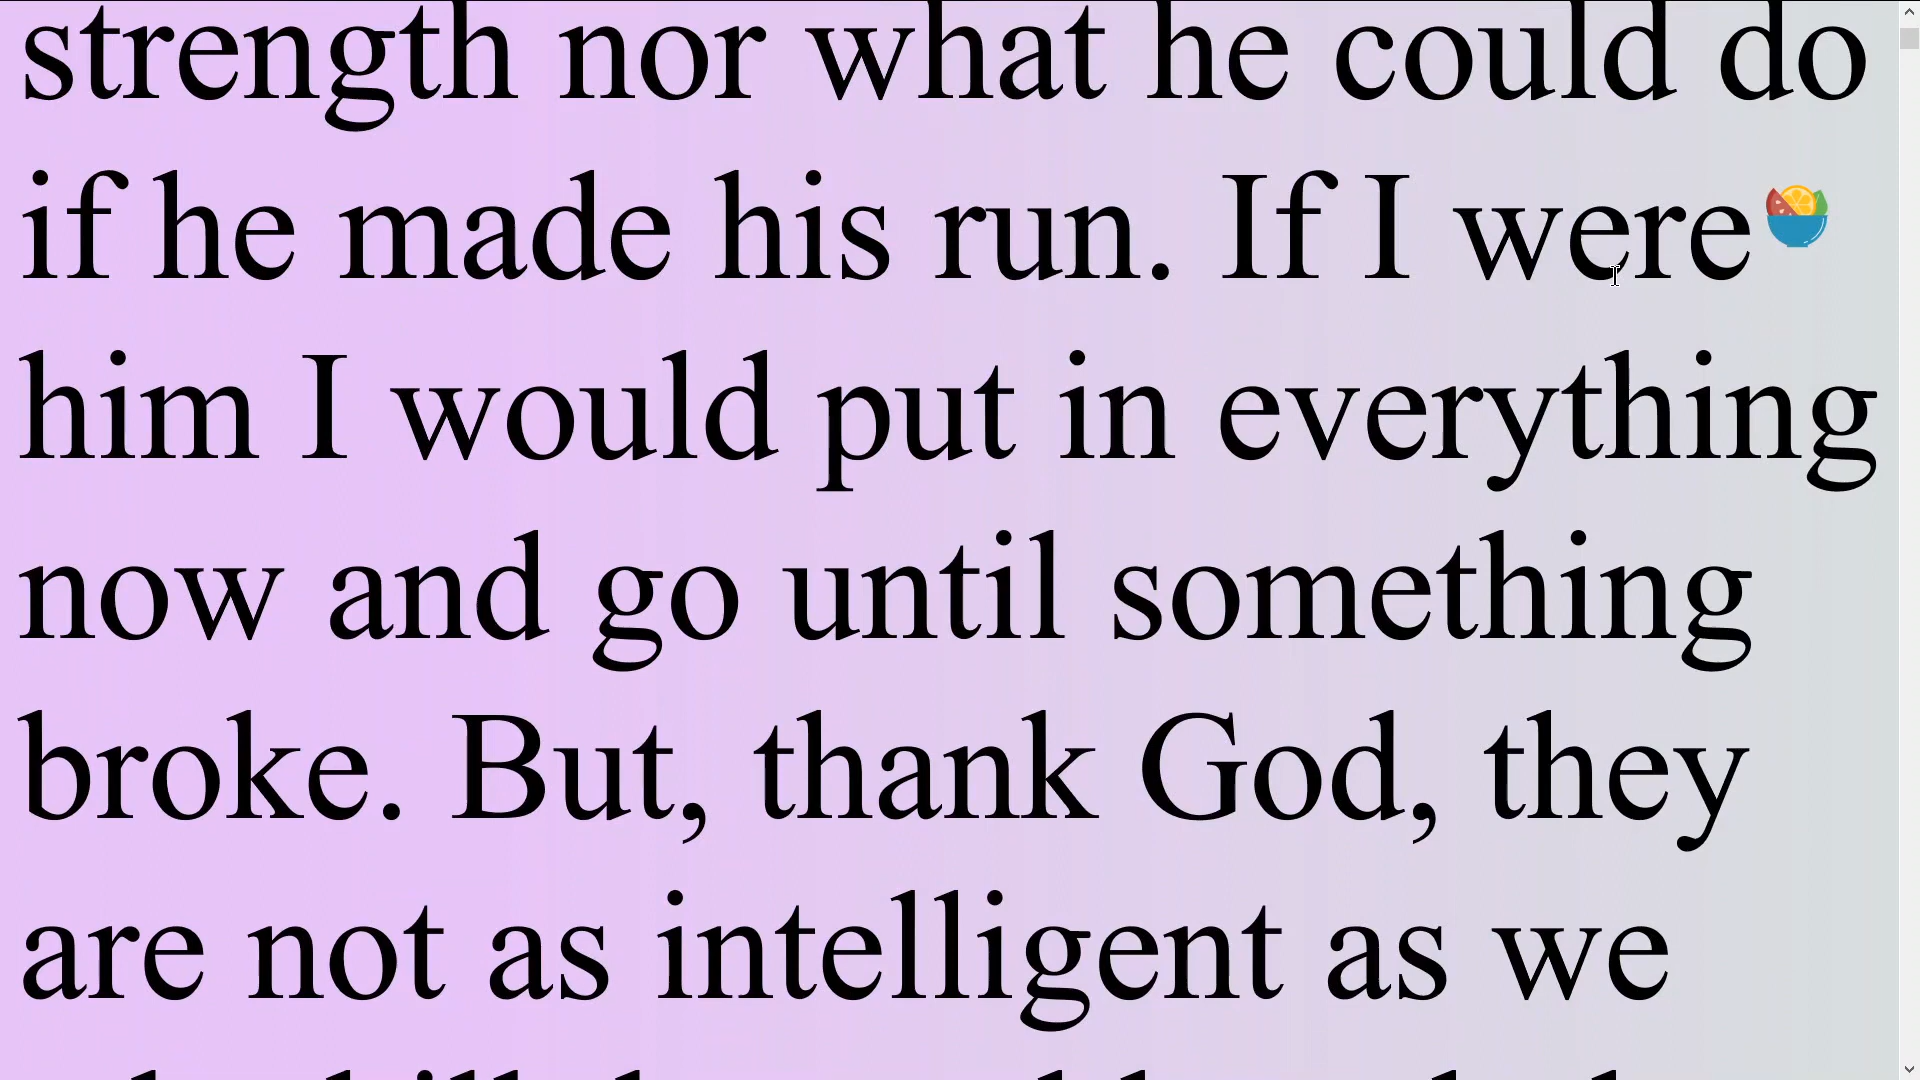 strength nor what he could do
if he made his run. If I were
him I would put in everything
now and go until something
broke. But, thank God, they
are not as intelligent as we